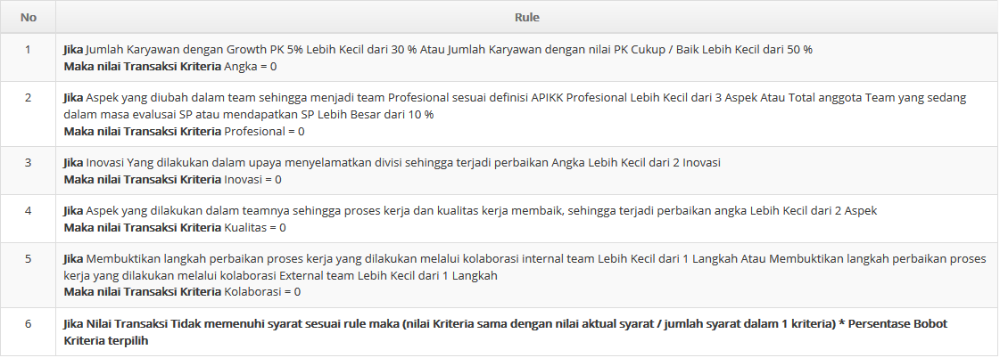 No Rule
1 Jika Jumlah Karyawan dengan Growth PK 5% Lebih Kecil dari 30 % Atau Jumlah Karyawan dengan nilai PK Cukup / Baik Lebih Kecil dari 50 %
Maka nilai Transaksi Kriteria Angka = 0
2 Jika Aspek yang diubah dalam team sehingga menjadi team Profesional sesuai definisi APIKK Profesional Lebih Kecil dari 3 Aspek Atau Total anggota Team yang sedang
dalam masa evalusai SP atau mendapatkan SP Lebih Besar dari 10 %
Maka nilai Transaksi Kriteria Profesional = 0
3 Jika Inovasi Yang dilakukan dalam upaya menyelamatkan divisi sehingga terjadi perbaikan Angka Lebih Kecil dari 2 Inovasi
Maka nilai Transaksi Kriteria Inovasi = 0
4 Jika Aspek yang dilakukan dalam teamnya sehingga proses kerja dan kualitas kerja membaik, sehingga terjadi perbaikan angka Lebih Kecil dari 2 Aspek
Maka nilai Transaksi Kriteria Kualitas = 0
5 Jika Membuktikan langkah perbaikan proses kerja yang dilakukan melalui kolaborasi internal team Lebih Kecil dari 1 Langkah Atau Membuktikan langkah perbaikan proses
kerja yang dilakukan melalui kolaborasi External team Lebih Kecil dari 1 Langkah
Maka nilai Transaksi Kriteria Kolaborasi = 0
6 Jika Nilai Transaksi Tidak memenuhi syarat sesuai rule maka (nilai Kriteria sama dengan nilai aktual syarat / jumlah syarat dalam 1 kriteria) * Persentase Bobot
Kriteria terpilih